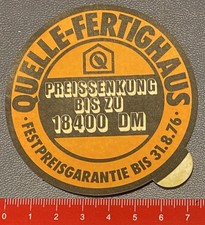 QUELLE-FERTIGHAUS
Q
PREISSENKUNG
BIS ZU
18400 DM
· FESTPREISGARANTIE BIS 31.8.76 ·
0 1 2 3 4 5 6 7